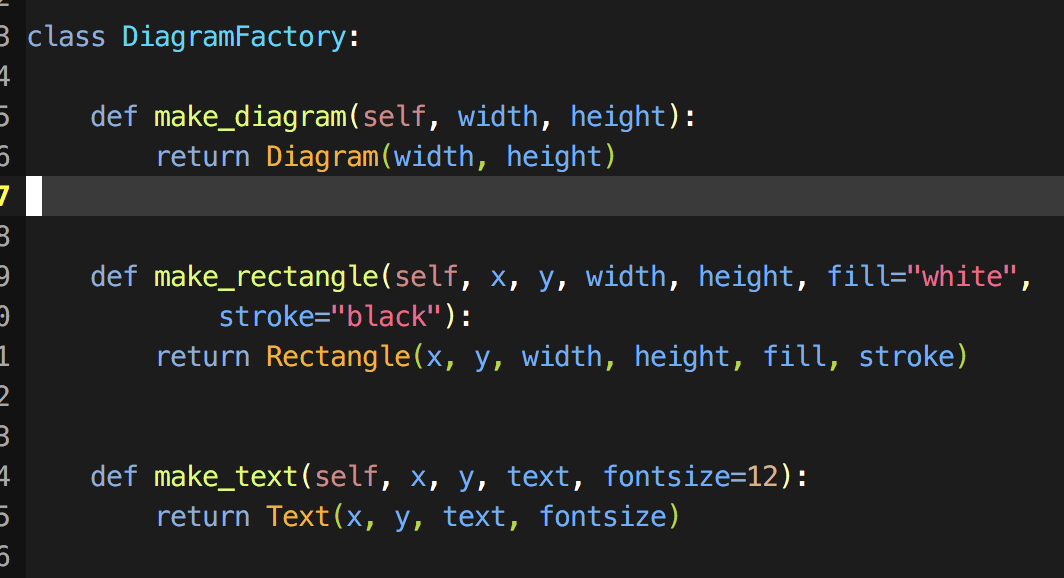 3 class DiagramFactory:
4
5     def make_diagram(self, width, height):
6         return Diagram(width, height)
7
8
9     def make_rectangle(self, x, y, width, height, fill="white",
0             stroke="black"):
1         return Rectangle(x, y, width, height, fill, stroke)
2
3
4     def make_text(self, x, y, text, fontsize=12):
5         return Text(x, y, text, fontsize)
6